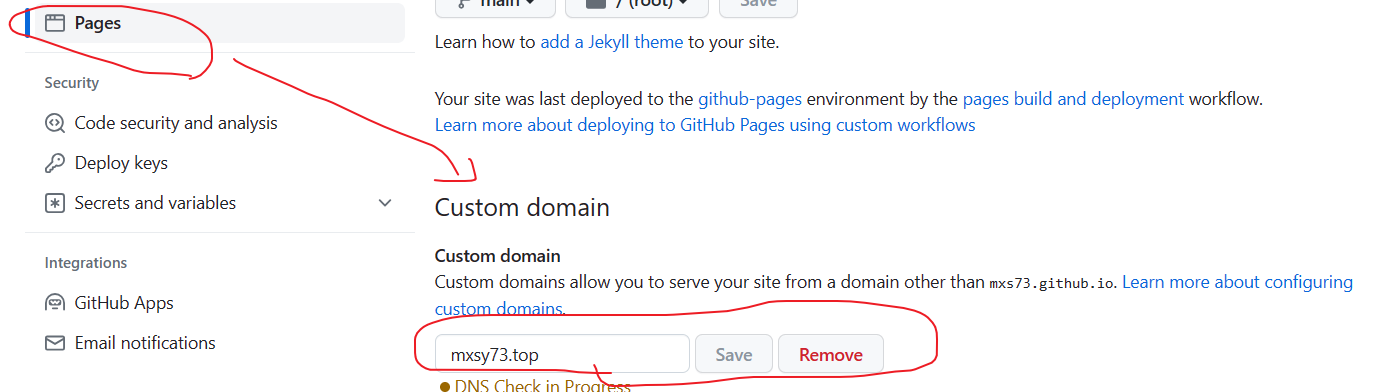 main
/ (root)
Save
Pages
Learn how to add a Jekyll theme to your site.
Security
Your site was last deployed to the github-pages environment by the pages build and deployment workflow.
Code security and analysis
Learn more about deploying to GitHub Pages using custom workflows
Deploy keys
Secrets and variables
Custom domain
Custom domain
Integrations
Custom domains allow you to serve your site from a domain other than mxs73.github.io. Learn more about configuring
custom domains.
GitHub Apps
Email notifications
mxsy73.top
Save
Remove
DNS Check in Progress